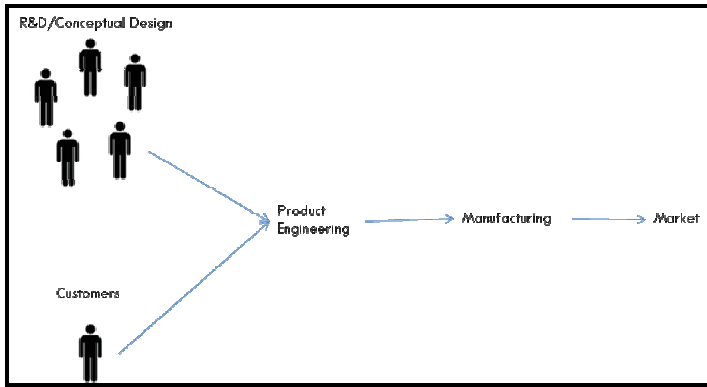 R&D/Conceptual Design
Product
Engineering
Manufacturing
Market
Customers